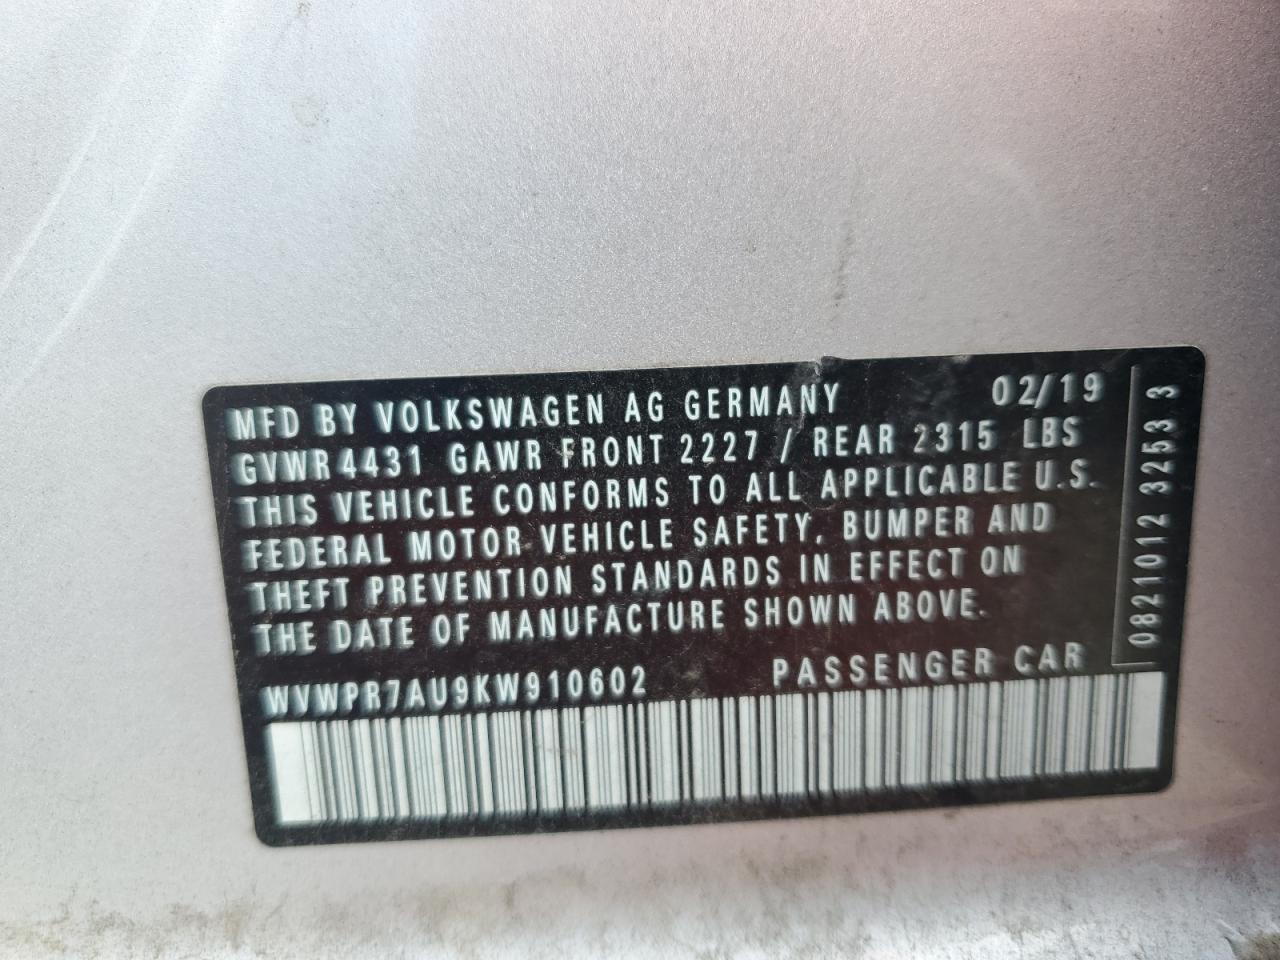 MFD BY VOLKSWAGEN AG GERMANY 02/19
GVWR 4431 GAWR FRONT 2227 / REAR 2315 LBS
THIS VEHICLE CONFORMS TO ALL APPLICABLE U.S.
FEDERAL MOTOR VEHICLE SAFETY, BUMPER AND
THEFT PREVENTION STANDARDS IN EFFECT ON
THE DATE OF MANUFACTURE SHOWN ABOVE.
WVWPR7AU9KW910602 PASSENGER CAR
0821012 3253 3